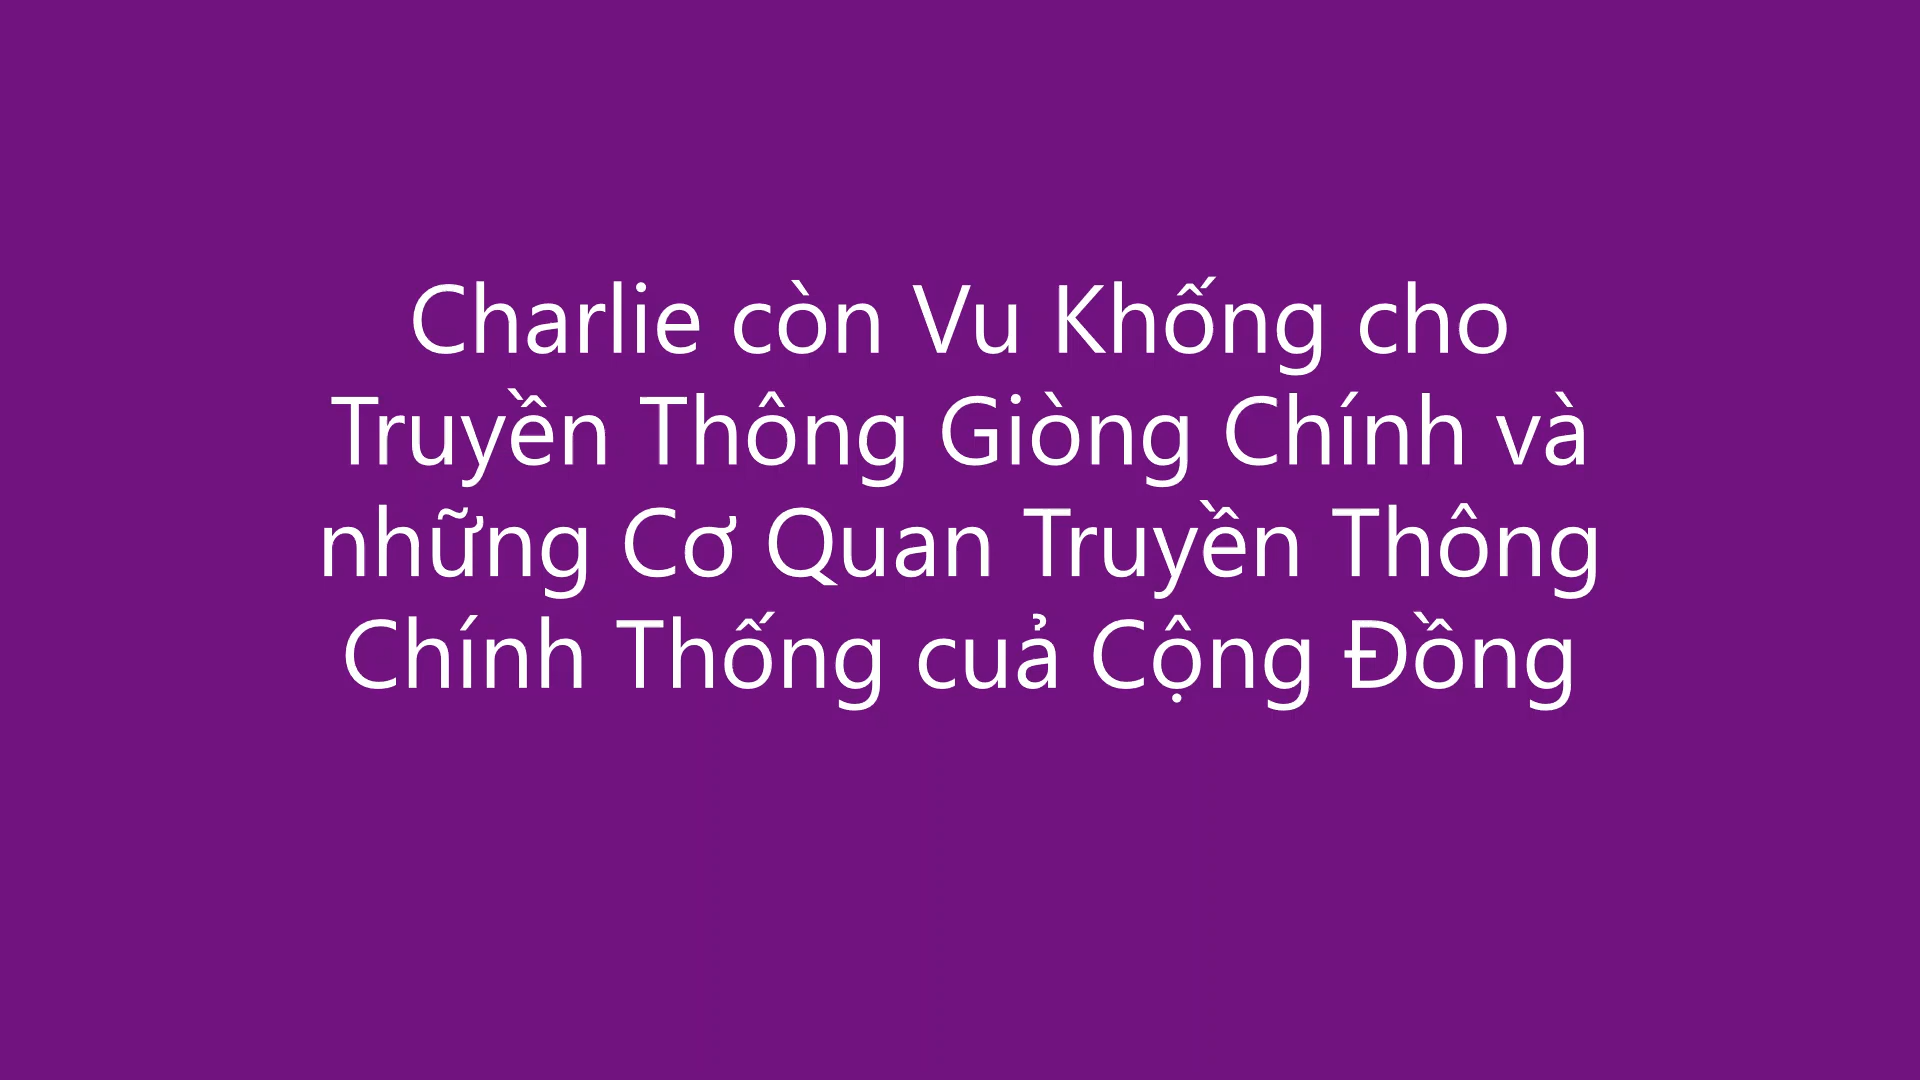 Charlie còn Vu Khống cho
Truyền Thông Giòng Chính và
những Cơ Quan Truyền Thông
Chính Thống cuả Cộng Đồng